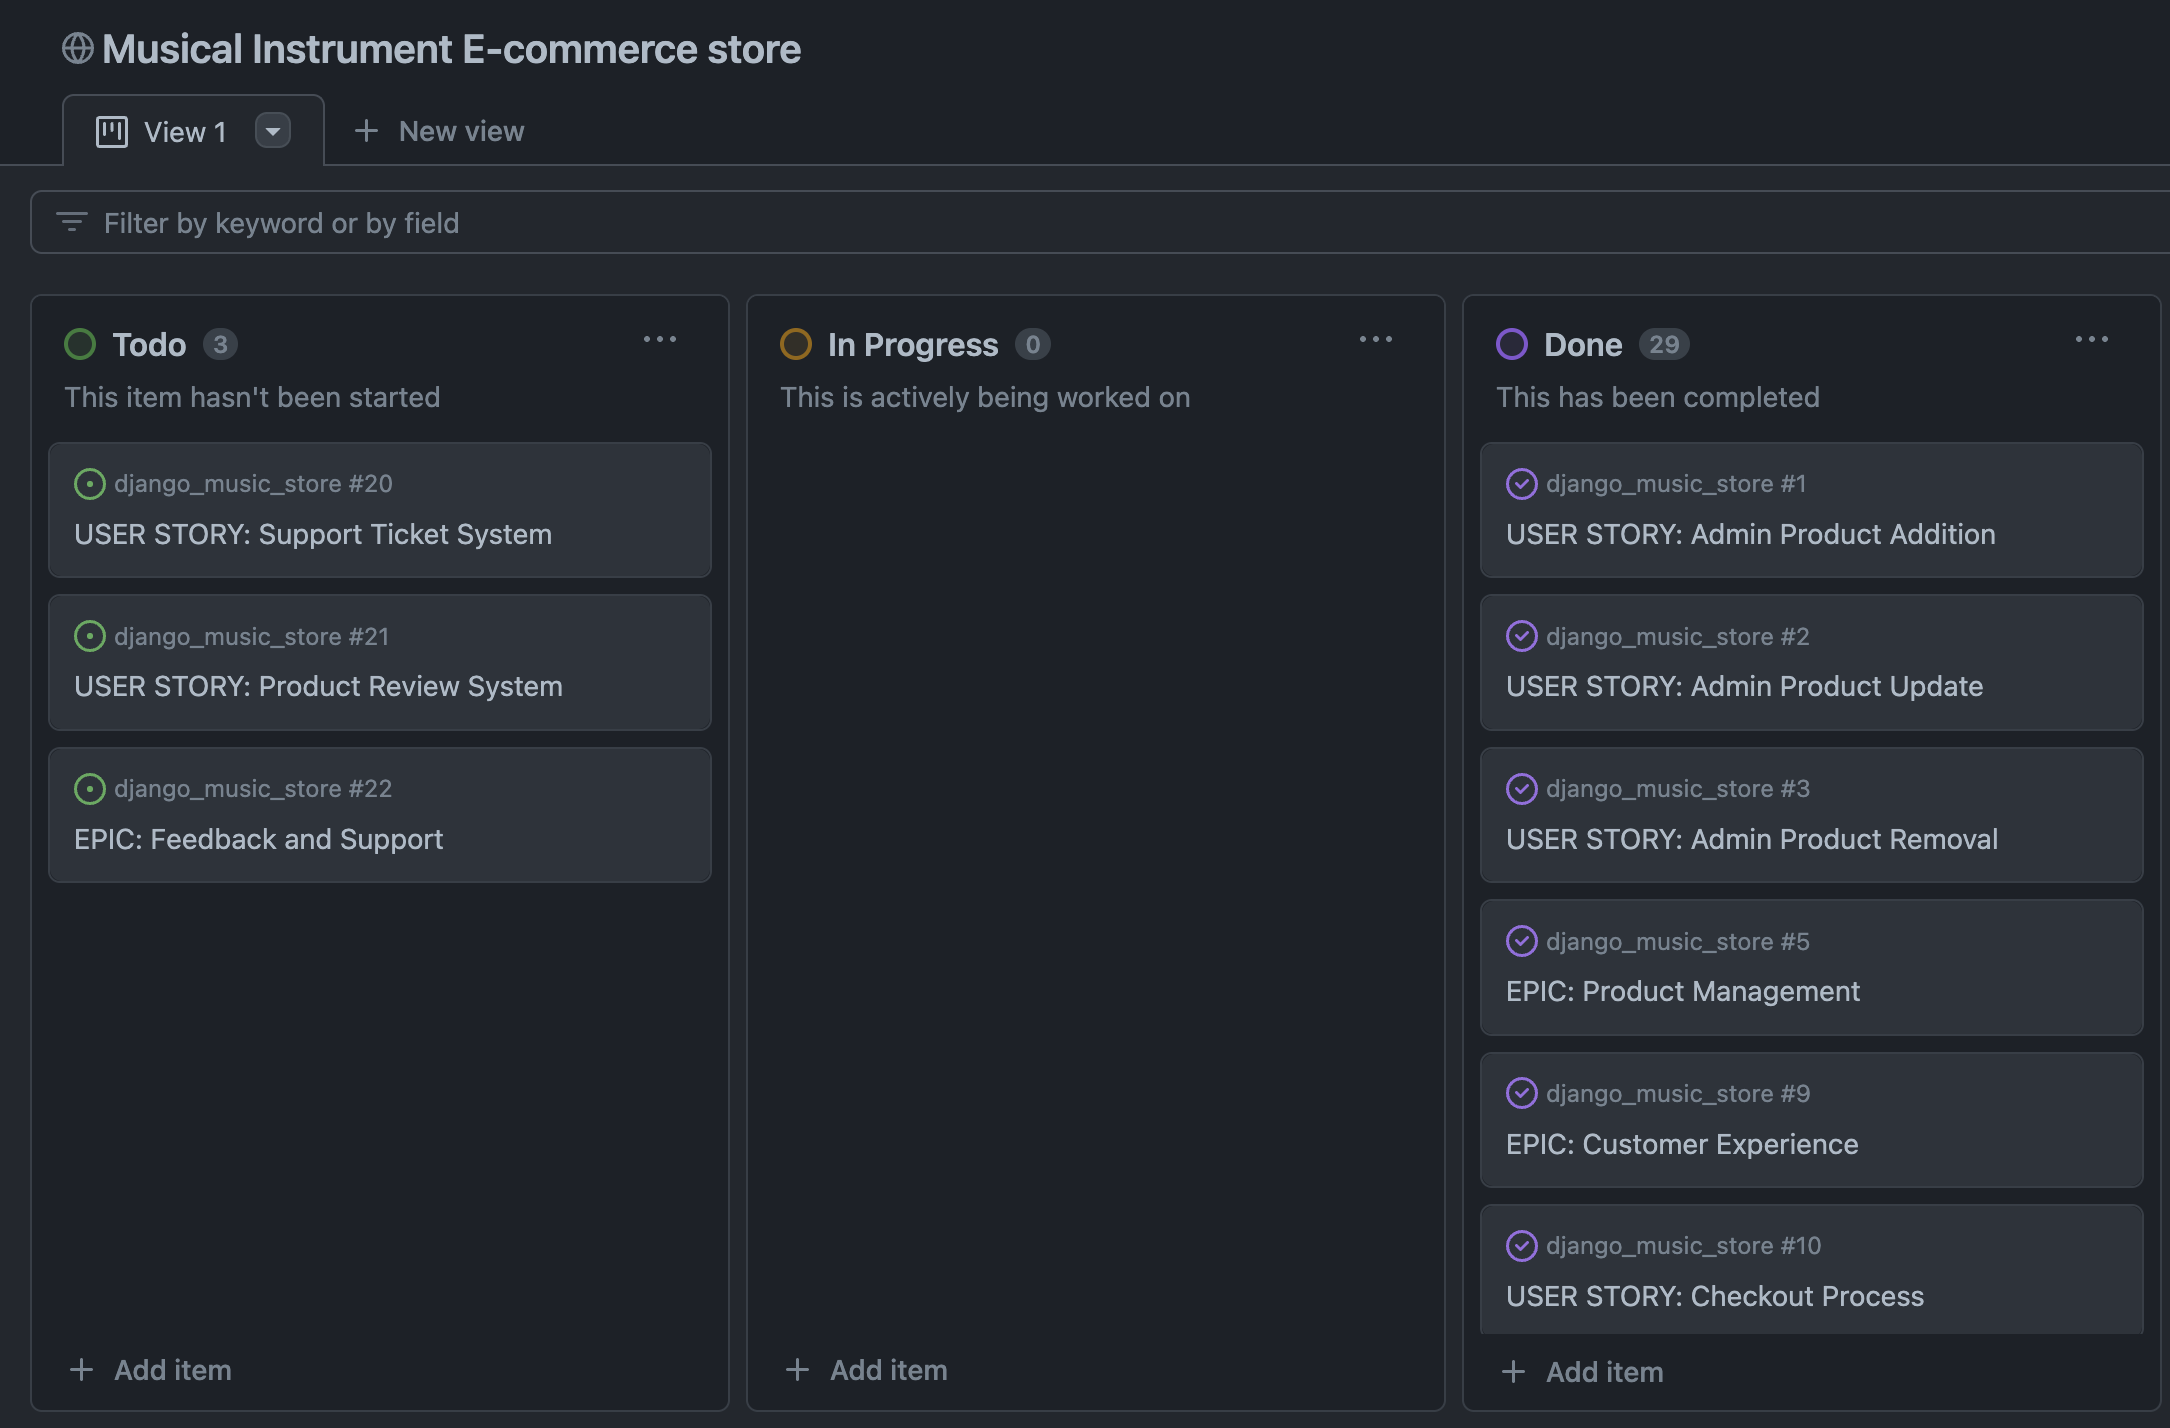 Musical Instrument E-commerce store
View 1
New view
Filter by keyword or by field
Todo 3
This item hasn't been started
django_music_store #20
USER STORY: Support Ticket System
django_music_store #21
USER STORY: Product Review System
django_music_store #22
EPIC: Feedback and Support
Add item
In Progress 0
This is actively being worked on
Add item
Done 29
This has been completed
django_music_store #1
USER STORY: Admin Product Addition
django_music_store #2
USER STORY: Admin Product Update
django_music_store #3
USER STORY: Admin Product Removal
django_music_store #5
EPIC: Product Management
django_music_store #9
EPIC: Customer Experience
django_music_store #10
USER STORY: Checkout Process
Add item